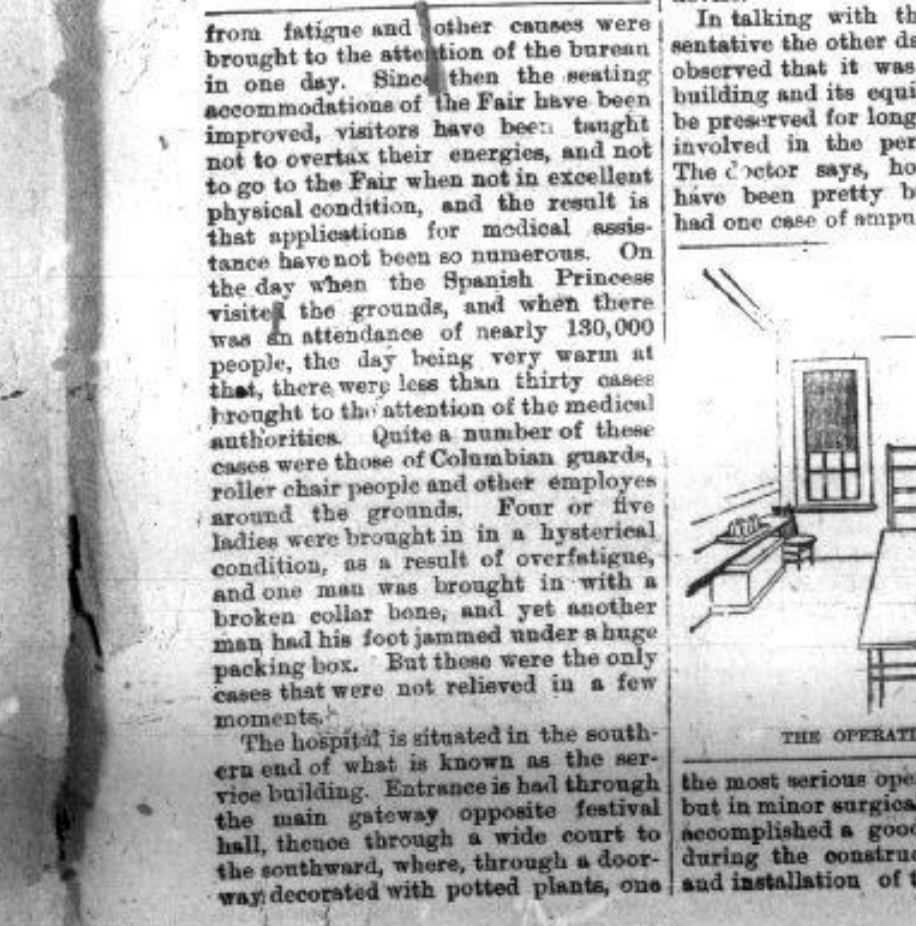 from fatigue and other causes were
brought to the attention of the bureau
in one day. Since then the seating
accommodations of the Fair have been
improved, visitors have been taught
not to overtax their energies, and not
to go to the Fair when not in excellent
physical condition, and the result is
that applications for medical assis-
tance have not been so numerous. On
the day when the Spanish Princess
visited the grounds, and when there
was an attendance of nearly 130,000
people, the day being very warm at
that, there were less than thirty cases
brought to the attention of the medical
authorities. Quite a number of these
cases were those of Columbian guards,
roller chair people and other employes
around the grounds. Four or five
ladies were brought in in a hysterical
condition, as a result of overfatigue,
and one man was brought in with a
broken collar bone, and yet another
man had his foot jammed under a huge
packing box. But these were the only
cases that were not relieved in a few
moments.
The hospital is situated in the south-
ern end of what is known as the ser-
vice building. Entrance is had through
the main gateway opposite festival
hall, thence through a wide court to
the southward, where, through a door-
way decorated with potted plants, one
In talking with th
sentative the other da
observed that it was
building and its equi
be preserved for long
involved in the per
The doctor says, ho
have been pretty b
had one case of ampu
THE OPERATI
the most serious ope
but in minor surgica
accomplished a good
during the construc
and installation of t